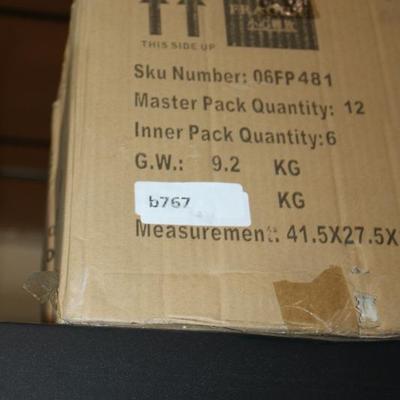 THIS SIDE UP
FRAGILE
Sku Number: 06FP481
Master Pack Quantity: 12
Inner Pack Quantity:6
G.W.: 9.2 KG
b767 KG
Measurement: 41.5X27.5X